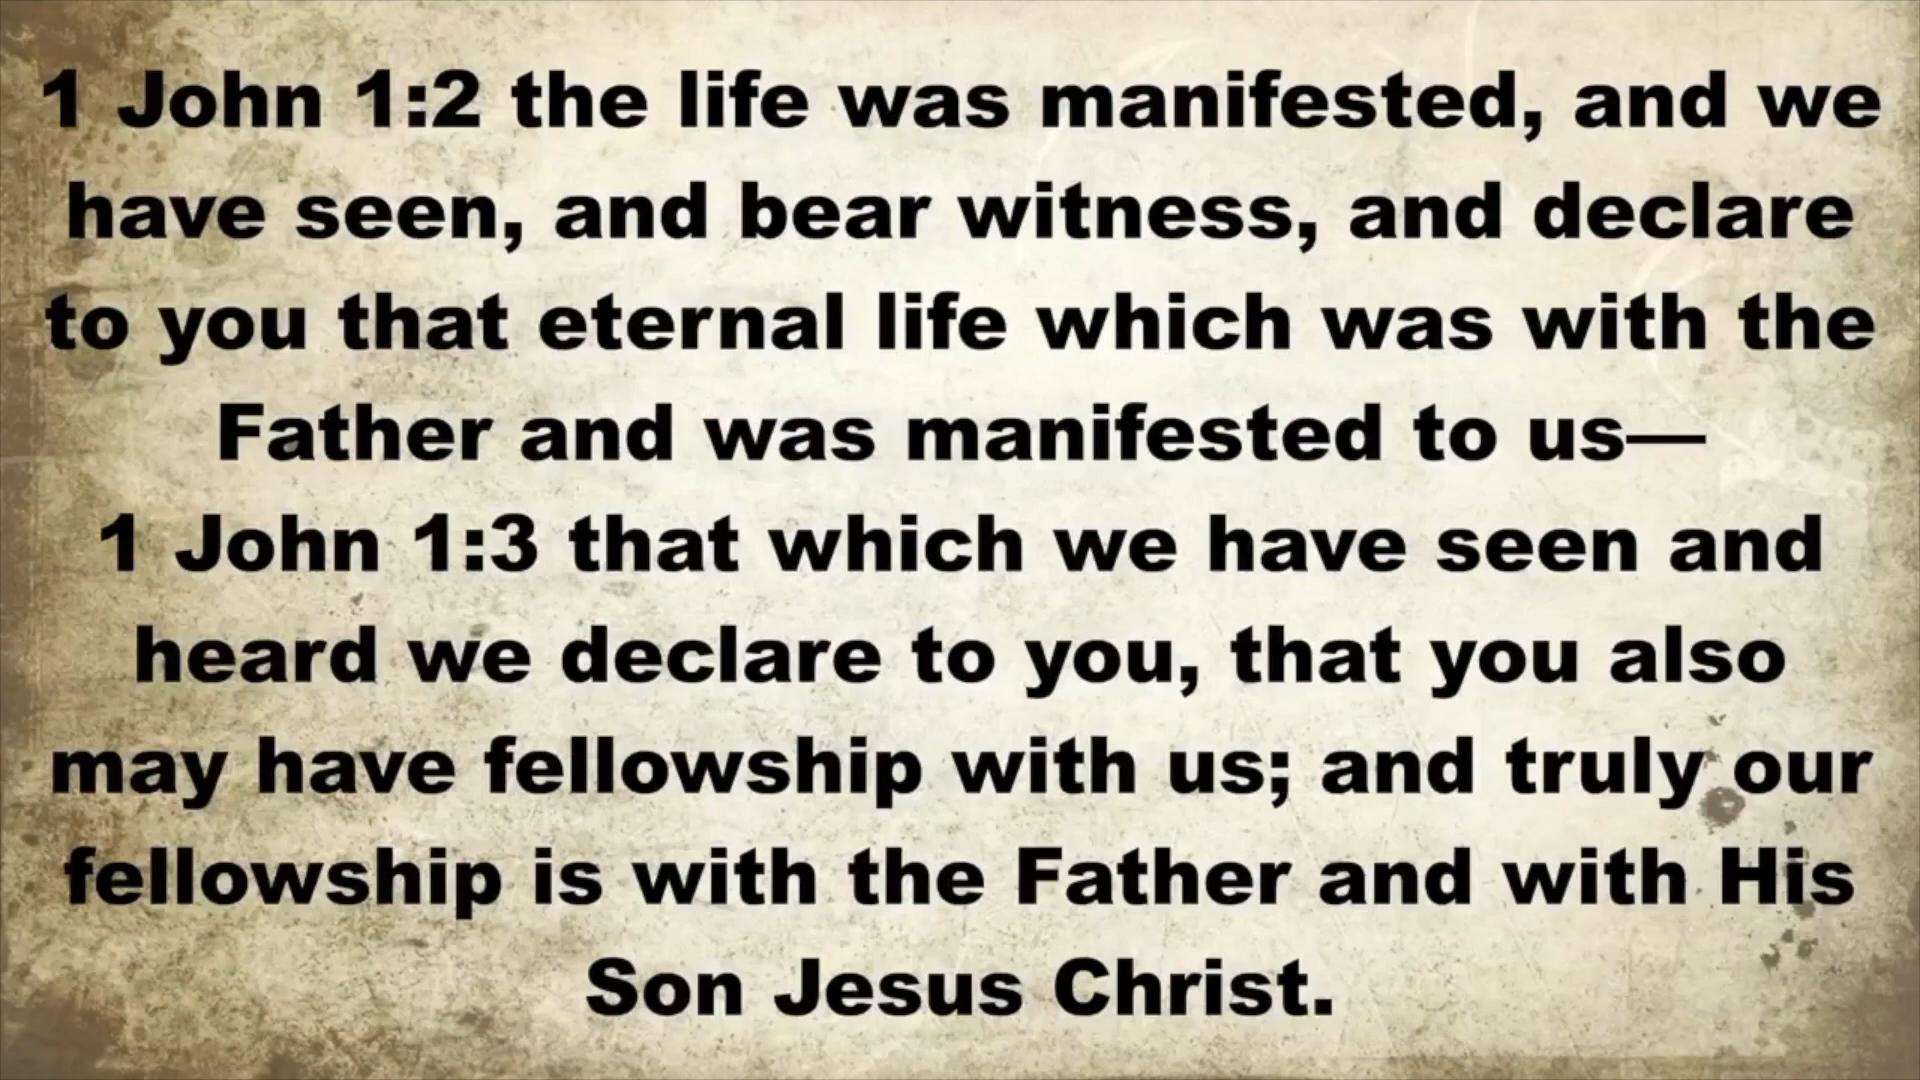 1 John 1:2 the life was manifested, and we
have seen, and bear witness, and declare
to you that eternal life which was with the
Father and was manifested to us—
1 John 1:3 that which we have seen and
heard we declare to you, that you also
may have fellowship with us; and truly our
fellowship is with the Father and with His
Son Jesus Christ.